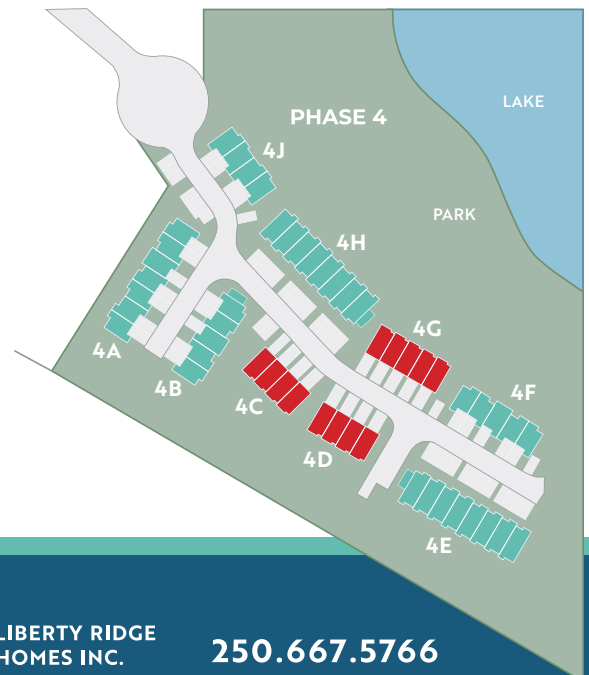 LAKE
PHASE 4
4J
PARK
4H
4G
4A
4B
4F
4C
4D
4E
LIBERTY RIDGE
HOMES INC.
250.667.5766